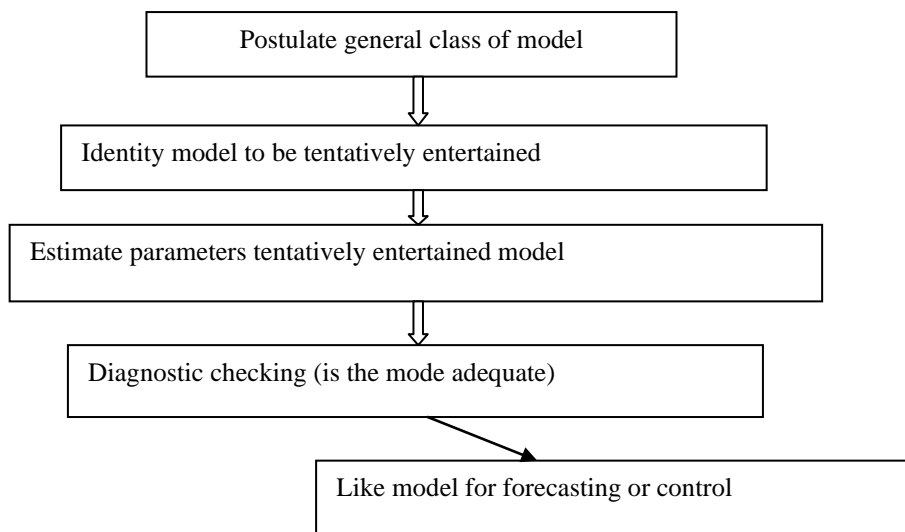 Postulate general class of model
Identity model to be tentatively entertained
Estimate parameters tentatively entertained model
Diagnostic checking (is the mode adequate)
Like model for forecasting or control